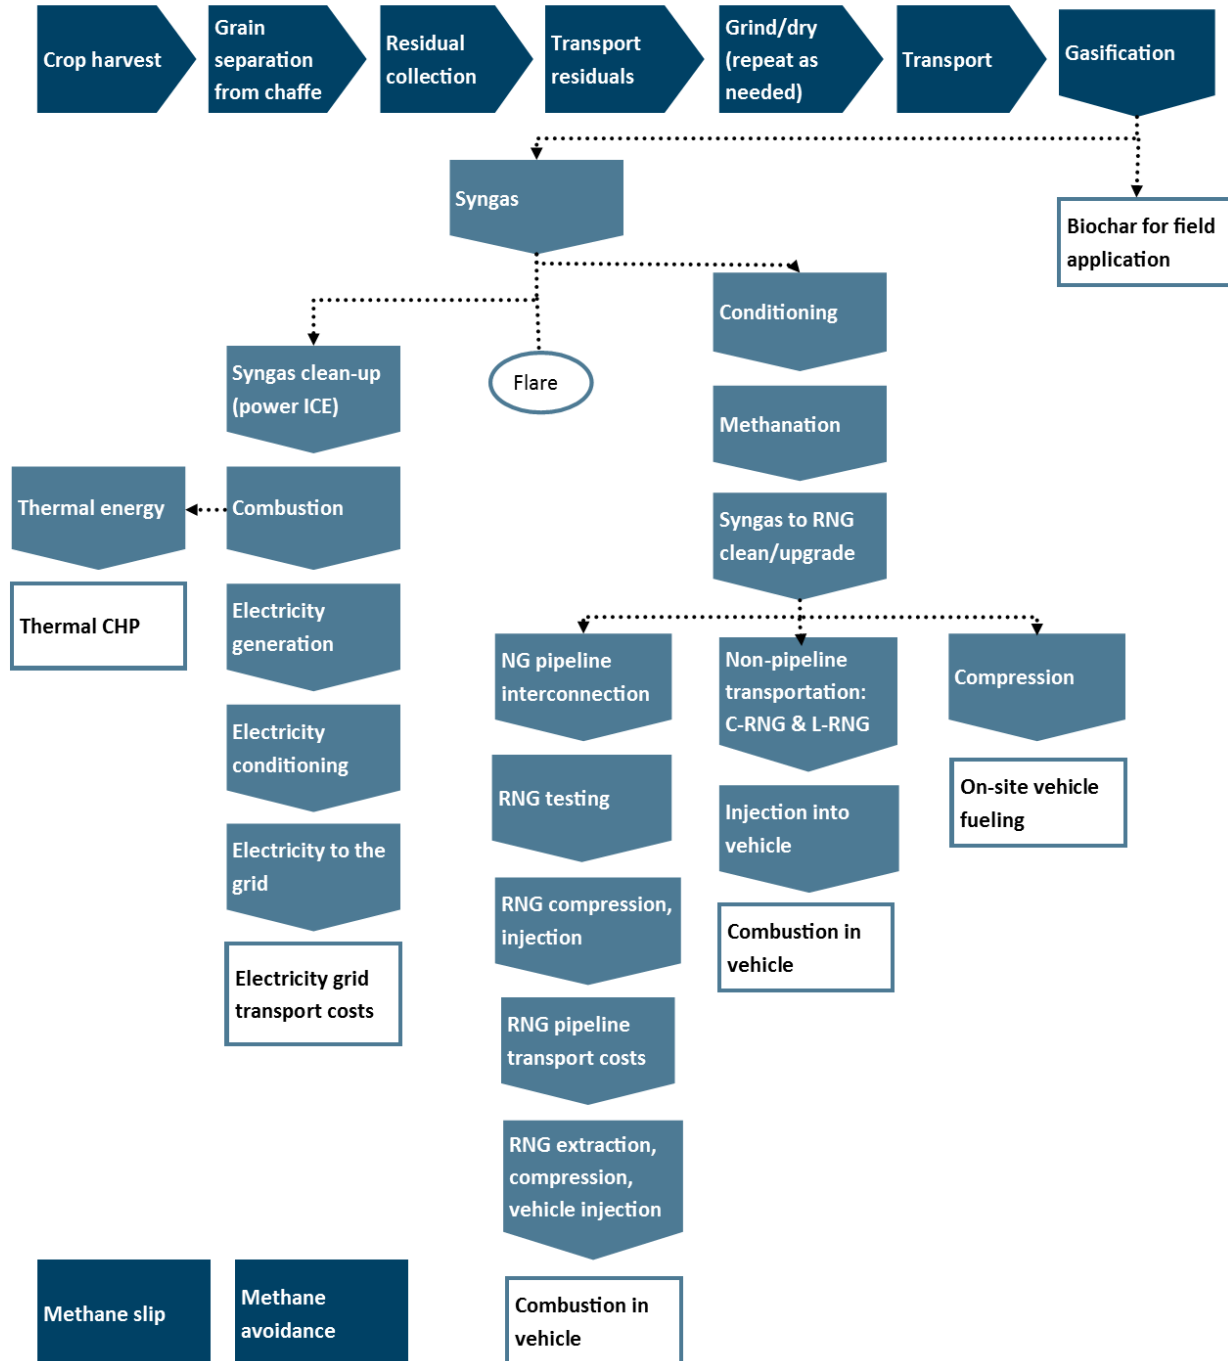 Crop harvest
Grain
separation
from chaffe
Residual
collection
Transport
residuals
Grind/dry
(repeat as
needed)
Transport
Gasification
Syngas
Biochar for field
application
Conditioning
Syngas clean-up
(power ICE)
Flare
Methanation
Thermal energy
Combustion
Syngas to RNG
clean/upgrade
Thermal CHP
Electricity
generation
NG pipeline
interconnection
Non-pipeline
transportation:
C-RNG & L-RNG
Compression
Electricity
conditioning
RNG testing
Injection into
vehicle
On-site vehicle
fueling
Electricity to the
grid
RNG compression,
injection
Combustion in
vehicle
Electricity grid
transport costs
RNG pipeline
transport costs
RNG extraction,
compression,
vehicle injection
Methane slip
Methane
avoidance
Combustion in
vehicle